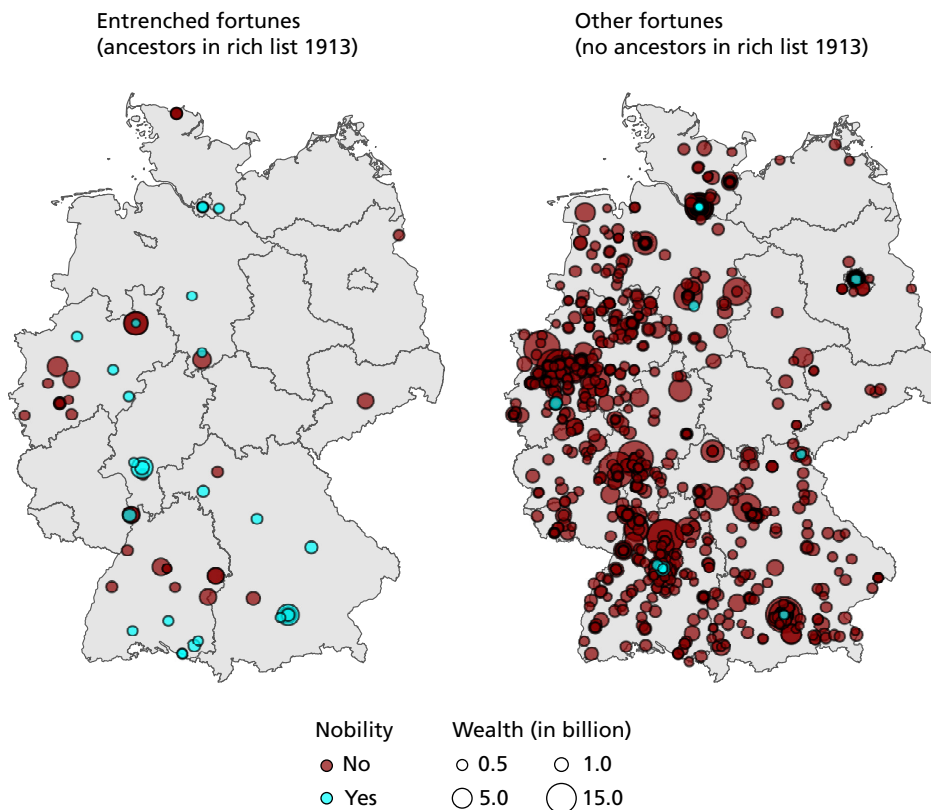 Entrenched fortunes
(ancestors in rich list 1913)
Other fortunes
(no ancestors in rich list 1913)
Nobility
No
Yes
Wealth (in billion)
0.5
1.0
5.0
15.0